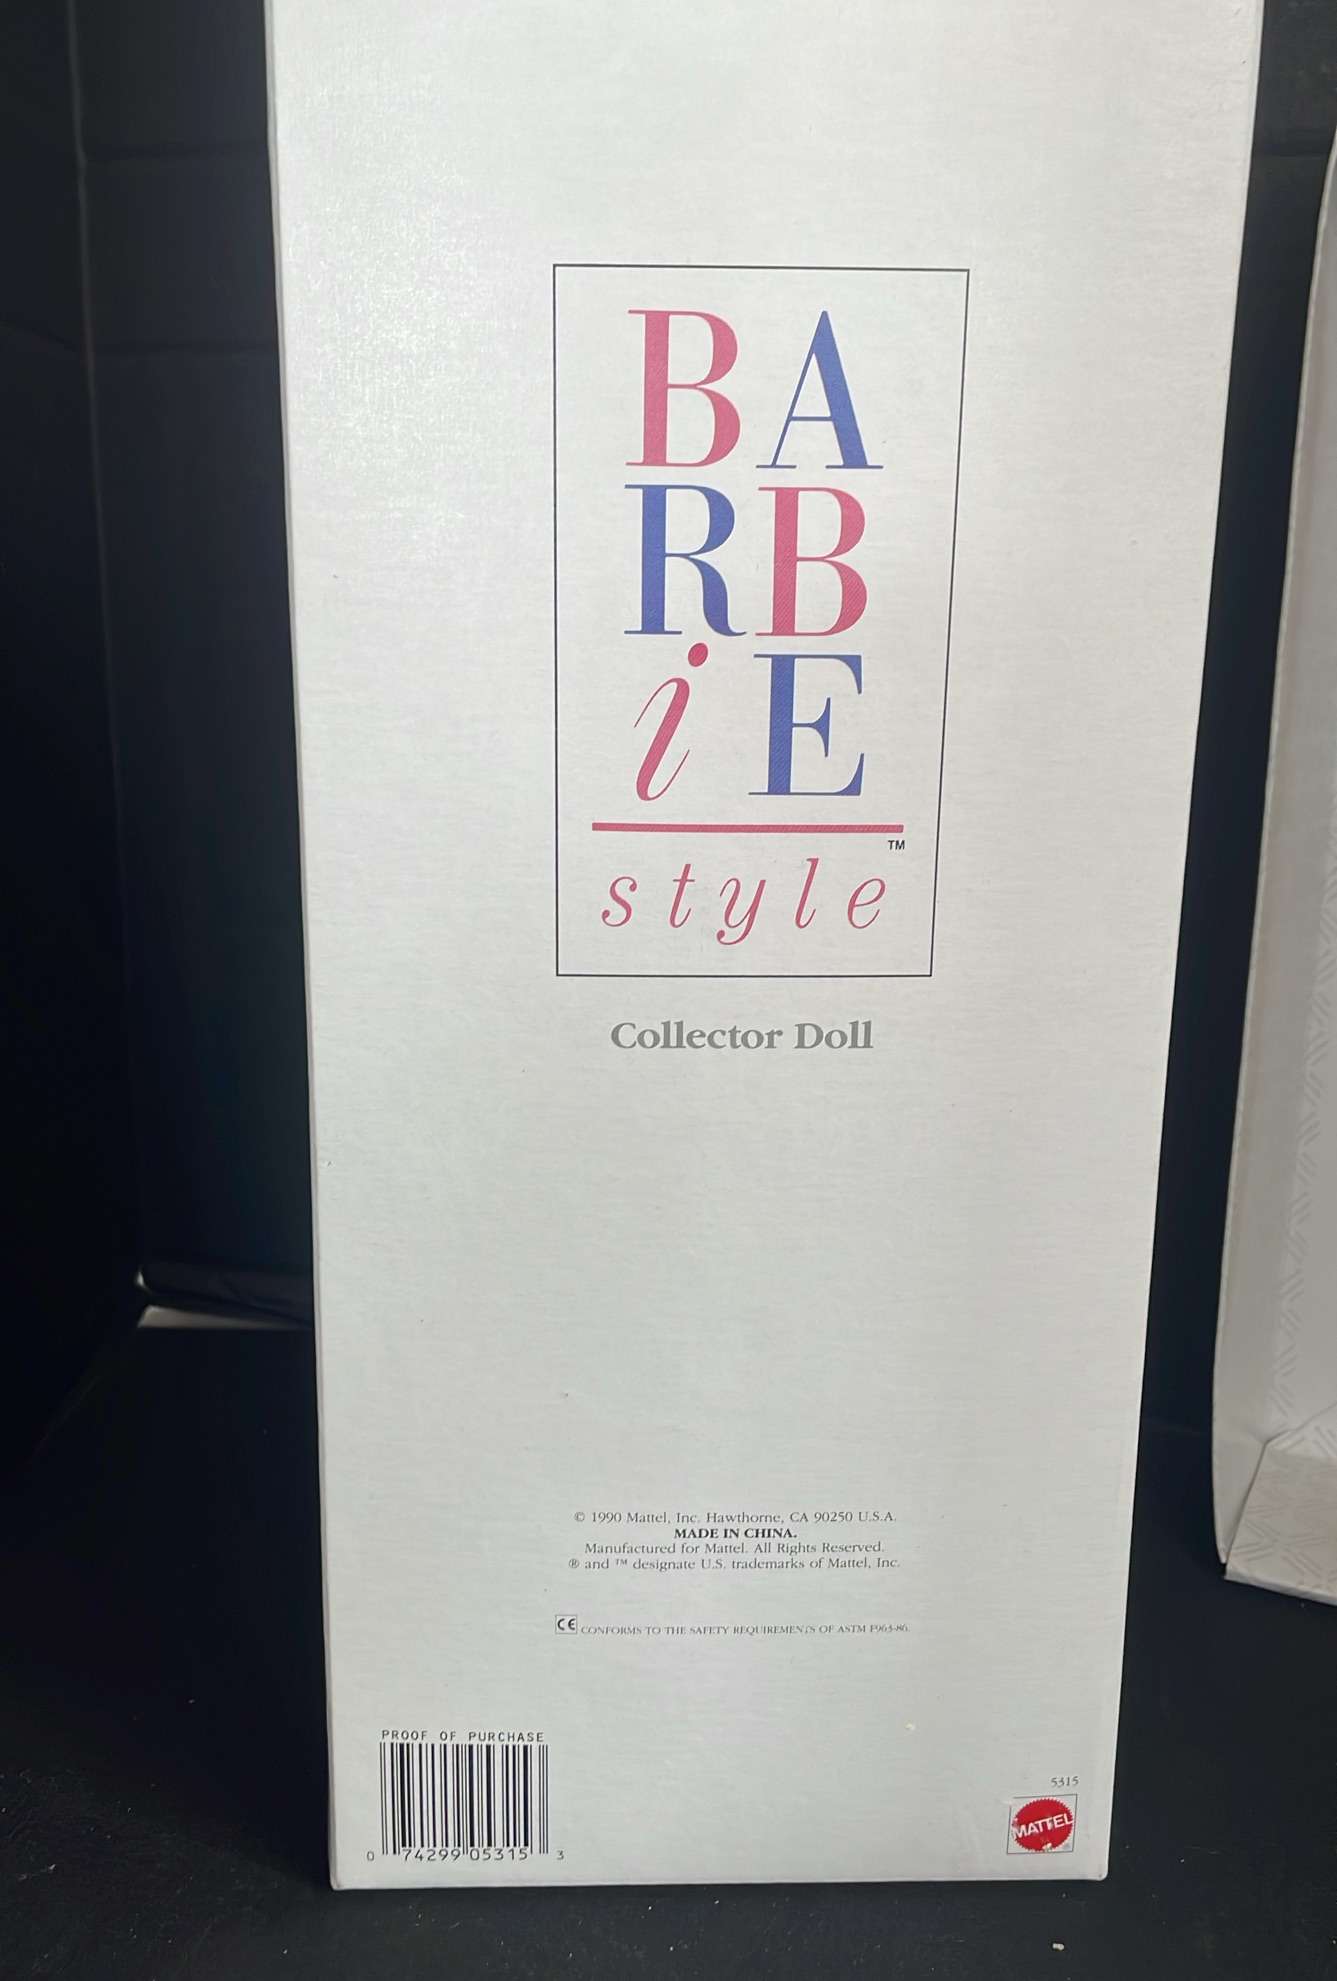 BA
RB
iE
™
style
Collector Doll
© 1990 Mattel, Inc. Hawthorne, CA 90250 U.S.A.
MADE IN CHINA.
Manufactured for Mattel. All Rights Reserved.
® and ™ designate U.S. trademarks of Mattel, Inc.
CE CONFORMS TO THE SAFETY REQUIREMENTS OF ASTM F963-86.
PROOF OF PURCHASE
0 74299 05315 3
5315
MATTEL
®